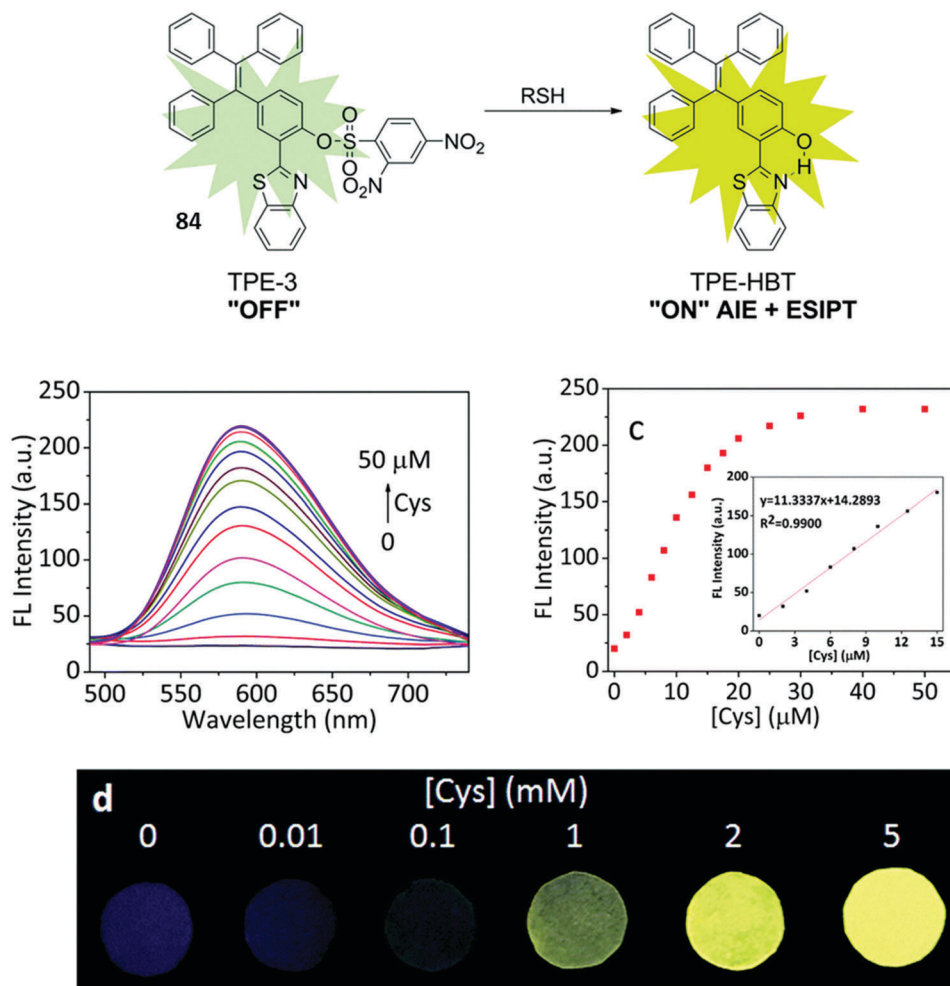 RSH
O
O
O
S
NO₂
O₂N
S
N
84
TPE-3
"OFF"
O
H
S
N
TPE-HBT
"ON" AIE + ESIPT
250
200
150
100
50
0
FL Intensity (a.u.)
50 μM
Cys
0
500 550 600 650 700
Wavelength (nm)
250
200
150
100
50
0
FL Intensity (a.u.)
C
200
150
100
50
0
FL Intensity (a.u.)
y=11.3337x+14.2893
R²=0.9900
0 3 6 9 12 15
[Cys] (μM)
0 10 20 30 40 50
[Cys] (μM)
d
[Cys] (mM)
0 0.01 0.1 1 2 5